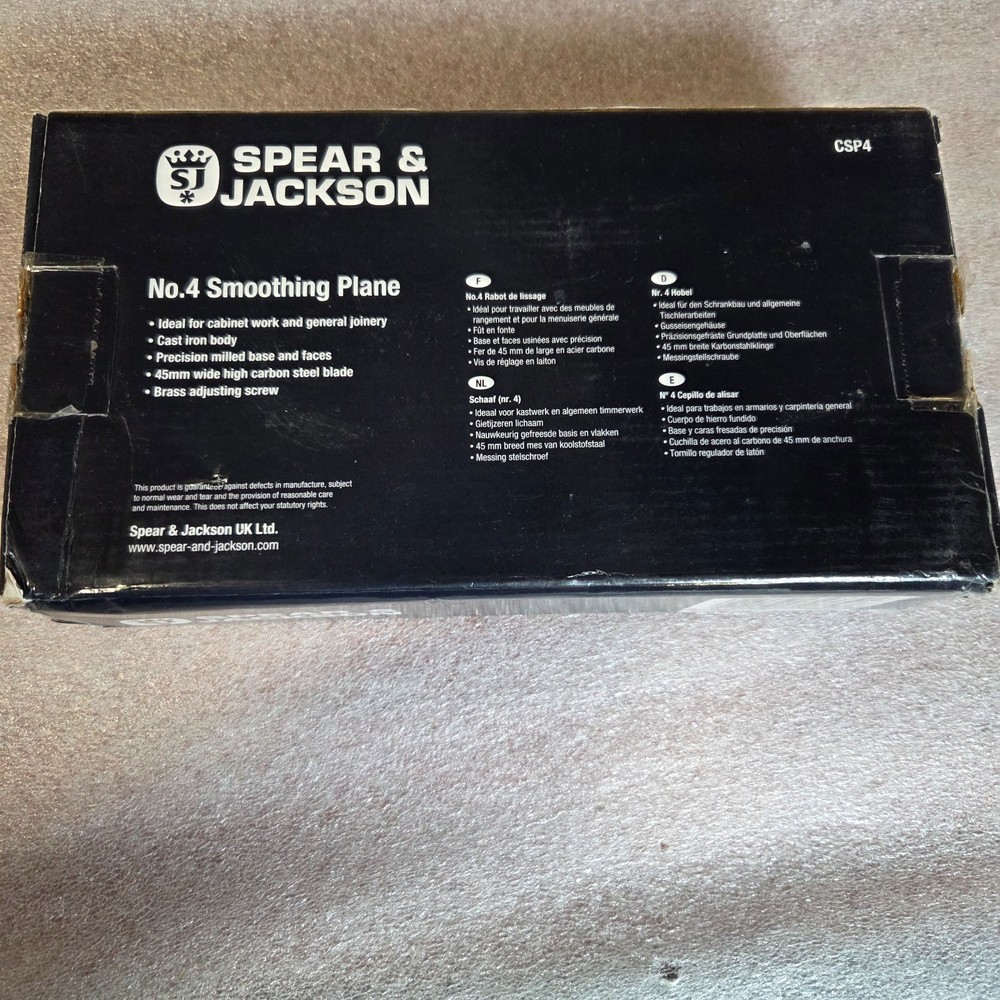 SJ
SPEAR &
JACKSON
CSP4
No.4 Smoothing Plane
• Ideal for cabinet work and general joinery
• Cast iron body
• Precision milled base and faces
• 45mm wide high carbon steel blade
• Brass adjusting screw
This product is guaranteed against defects in manufacture, subject
to normal wear and tear and the provision of reasonable care
and maintenance. This does not affect your statutory rights.
Spear & Jackson UK Ltd.
www.spear-and-jackson.com
F
No.4 Rabot de lissage
• Idéal pour travailler avec des meubles de
rangement et pour la menuiserie générale
• Fût en fonte
• Base et faces usinées avec précision
• Fer de 45 mm de large en acier carbone
• Vis de réglage en laiton
NL
Schaaf (nr. 4)
• Ideaal voor kastwerk en algemeen timmerwerk
• Gietijzeren lichaam
• Nauwkeurig gefreesde basis en vlakken
• 45 mm breed mes van koolstofstaal
• Messing stelschroef
D
Nr. 4 Hobel
• Ideal für den Schrankbau und allgemeine
Tischlerarbeiten
• Gusseisengehäuse
• Präzisionsgefräste Grundplatte und Oberflächen
• 45 mm breite Karbonstahlklinge
• Messingstellschraube
E
Nº 4 Cepillo de alisar
• Ideal para trabajos en armarios y carpintería general
• Cuerpo de hierro fundido
• Base y caras fresadas de precisión
• Cuchilla de acero al carbono de 45 mm de anchura
• Tornillo regulador de latón